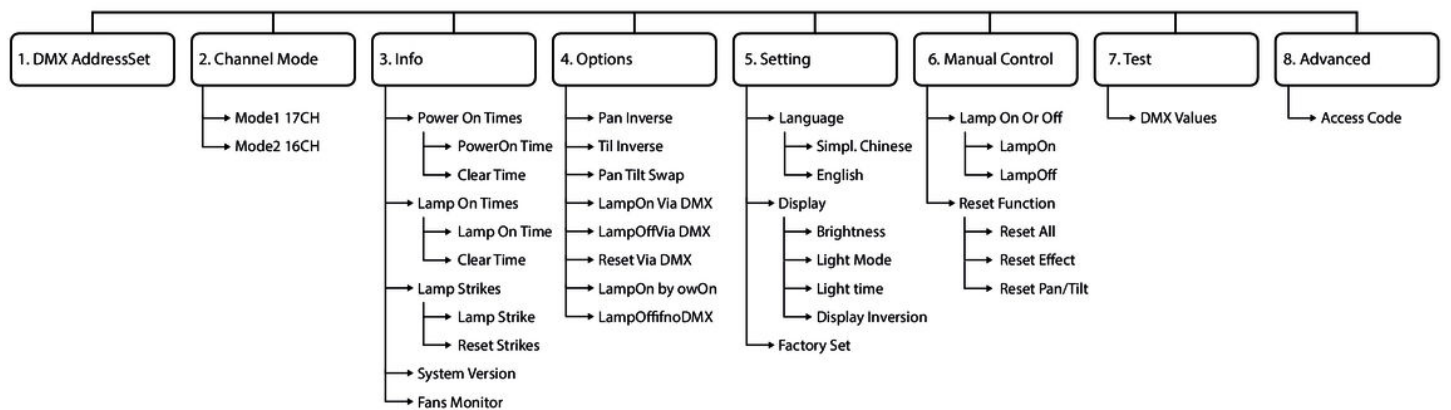 1. DMX AddressSet
2. Channel Mode
Mode1 17CH
Mode2 16CH
3. Info
Power On Times
PowerOn Time
Clear Time
Lamp On Times
Lamp On Time
Clear Time
Lamp Strikes
Lamp Strike
Reset Strikes
System Version
Fans Monitor
4. Options
Pan Inverse
Til Inverse
Pan Tilt Swap
LampOn Via DMX
LampOffVia DMX
Reset Via DMX
LampOn by owOn
LampOffifnoDMX
5. Setting
Language
Simpl. Chinese
English
Display
Brightness
Light Mode
Light time
Display Inversion
Factory Set
6. Manual Control
Lamp On Or Off
LampOn
LampOff
Reset Function
Reset All
Reset Effect
Reset Pan/Tilt
7. Test
DMX Values
8. Advanced
Access Code